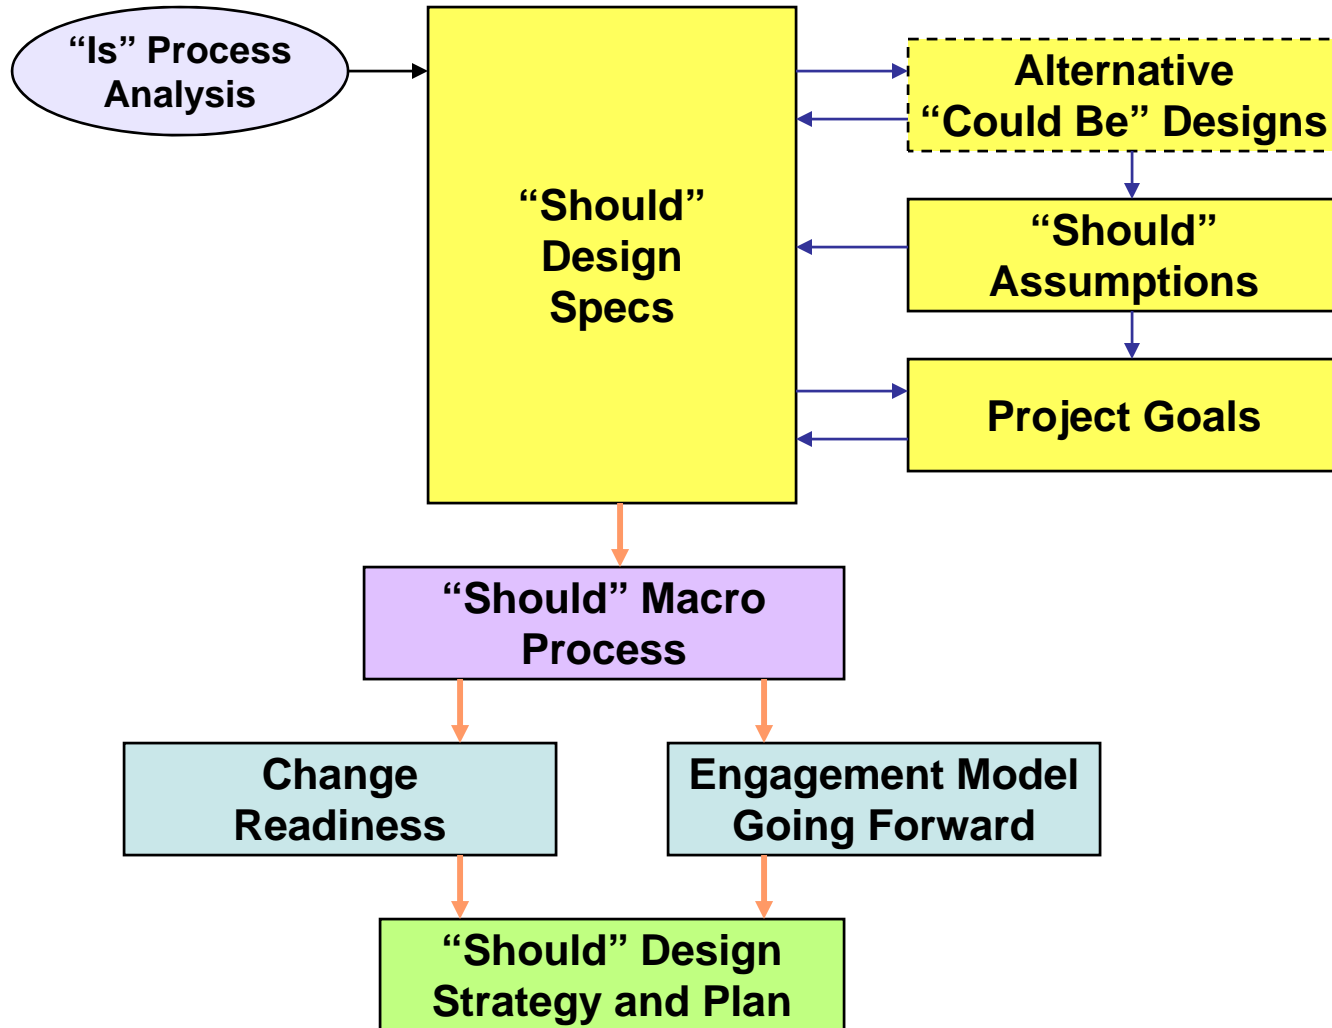 “Is” Process
Analysis
Alternative
“Could Be” Designs
“Should”
Design
Specs
“Should”
Assumptions
Project Goals
“Should” Macro
Process
Change
Readiness
Engagement Model
Going Forward
“Should” Design
Strategy and Plan